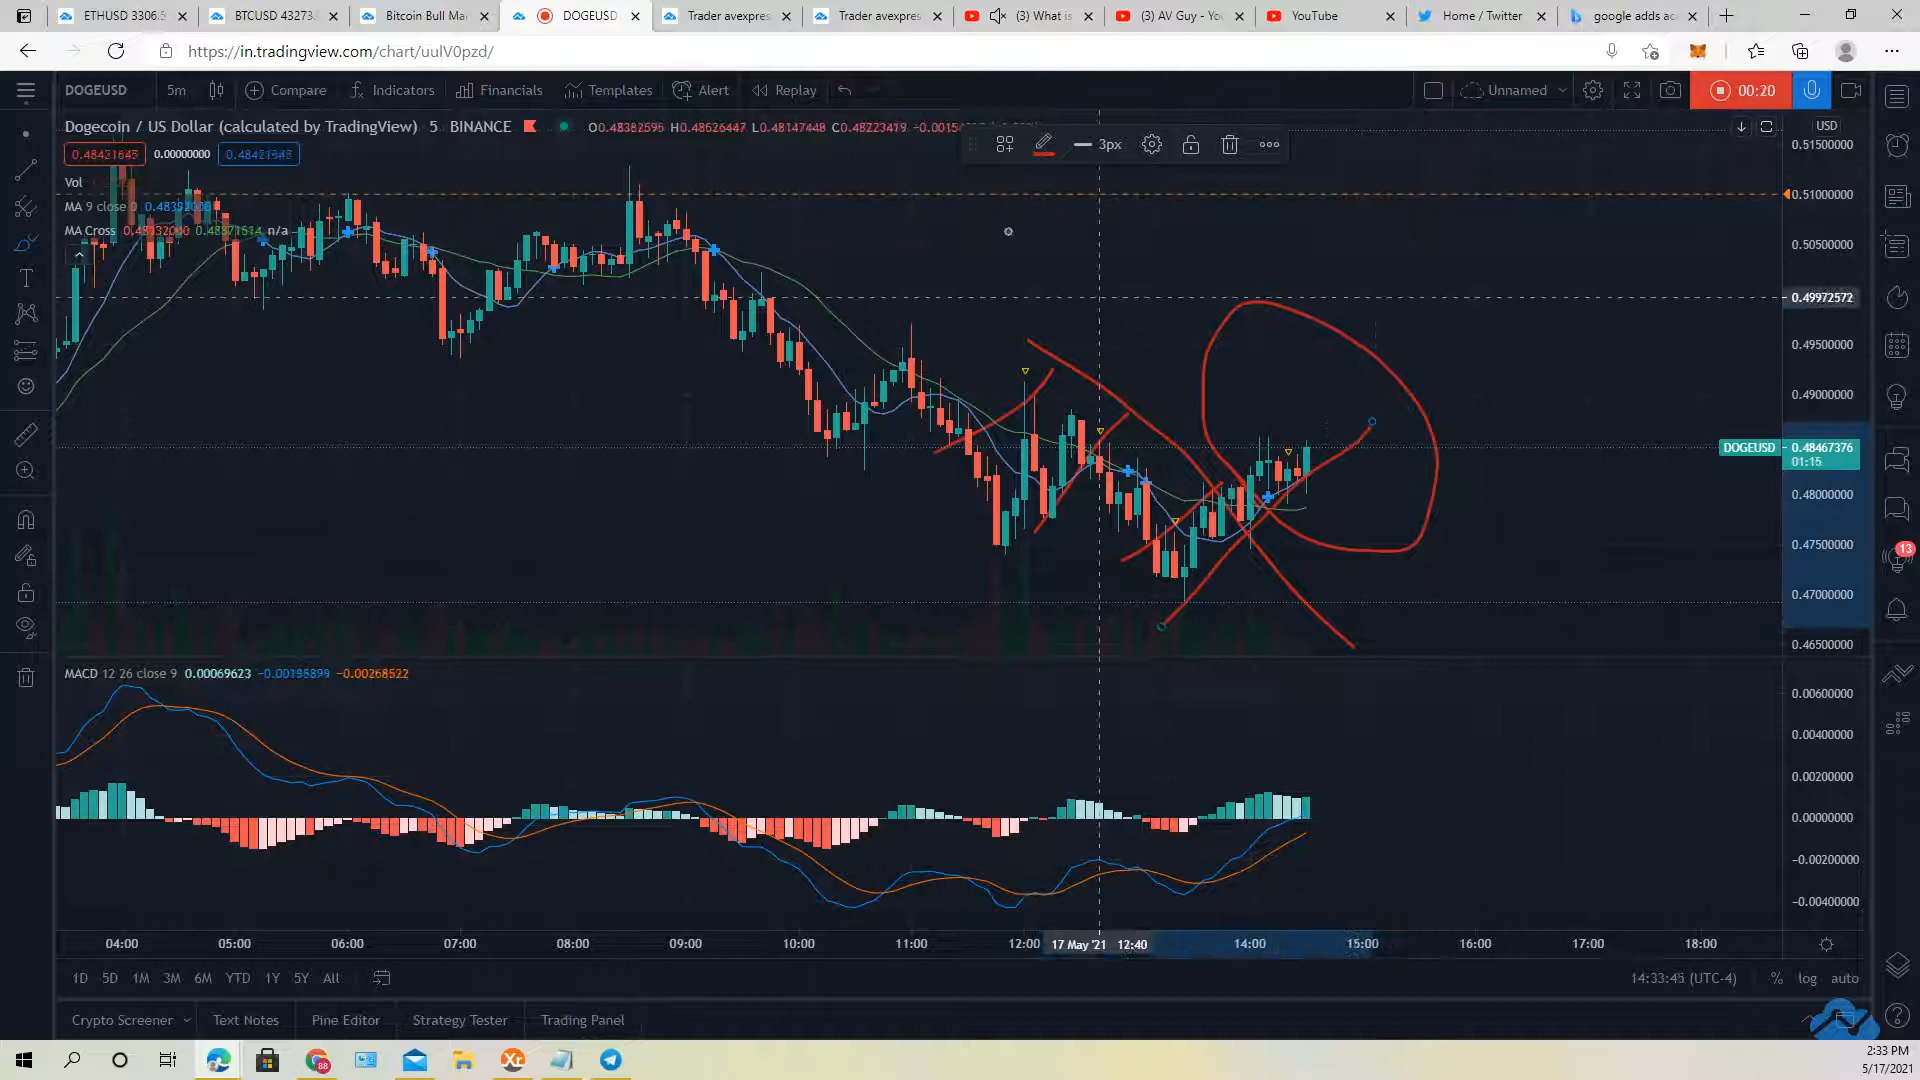 ETHUSD 3306.5
BTCUSD 43273.
Bitcoin Bull Ma
DOGEUSD
Trader avexpres
Trader avexpres
(3) What is
(3) AV Guy - Yo
YouTube
Home / Twitter
google adds ac
https://in.tradingview.com/chart/uulV0pzd/
DOGEUSD 5m Compare Indicators Financials Templates Alert Replay Unnamed 00:20
Dogecoin / US Dollar (calculated by TradingView) 5 BINANCE O0.48382595 H0.48526447 L0.48147448 C0.48223419
USD
3px
0.48421645 0.00000000
Vol
MA 9 close 0
MA Cross 0.48132000 0.48371514 n/a
0.51500000
0.51000000
0.50500000
0.49972572
0.49500000
0.49000000
DOGEUSD 0.48467376
01:15
0.48000000
0.47500000
0.47000000
0.46500000
13
MACD 12 26 close 9 0.00069623 -0.00198899 -0.00268522
0.00600000
0.00400000
0.00200000
0.00000000
-0.00200000
-0.00400000
04:00 05:00 06:00 07:00 08:00 09:00 10:00 11:00 12:00 17 May '21 12:40 14:00 15:00 16:00 17:00 18:00
1D 5D 1M 3M 6M YTD 1Y 5Y All 14:33:45 (UTC-4) % log auto
Crypto Screener Text Notes Pine Editor Strategy Tester Trading Panel
88
Xr
2:33 PM
5/17/2021